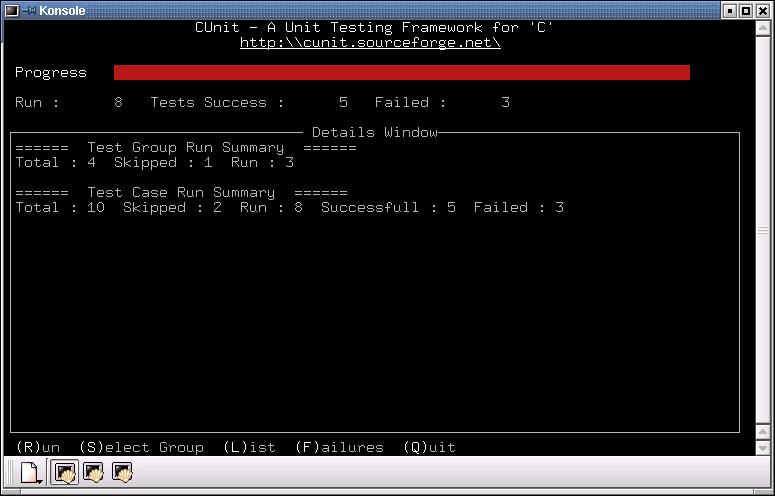 Konsole
CUnit - A Unit Testing Framework for 'C'
http:\\cunit.sourceforge.net\
Progress
Run : 8 Tests Success : 5 Failed : 3
Details Window
====== Test Group Run Summary ======
Total : 4 Skipped : 1 Run : 3
====== Test Case Run Summary ======
Total : 10 Skipped : 2 Run : 8 Successfull : 5 Failed : 3
(R)un (S)elect Group (L)ist (F)ailures (Q)uit